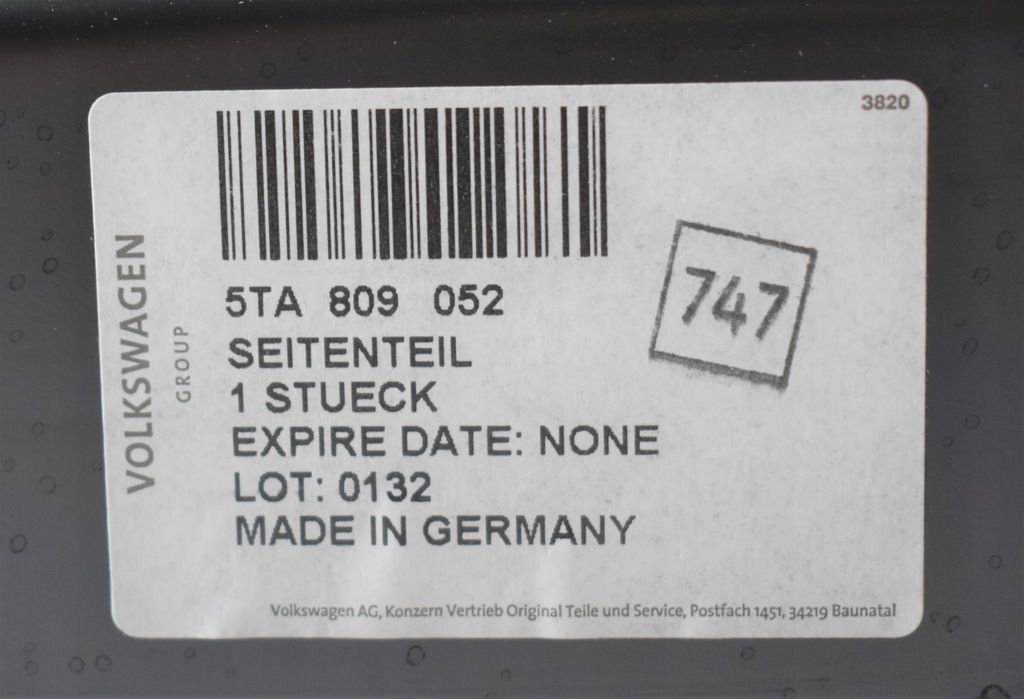 3820
VOLKSWAGEN
GROUP
5TA 809 052
SEITENTEIL
1 STUECK
EXPIRE DATE: NONE
LOT: 0132
MADE IN GERMANY
747
Volkswagen AG, Konzern Vertrieb Original Teile und Service, Postfach 1451, 34219 Baunatal